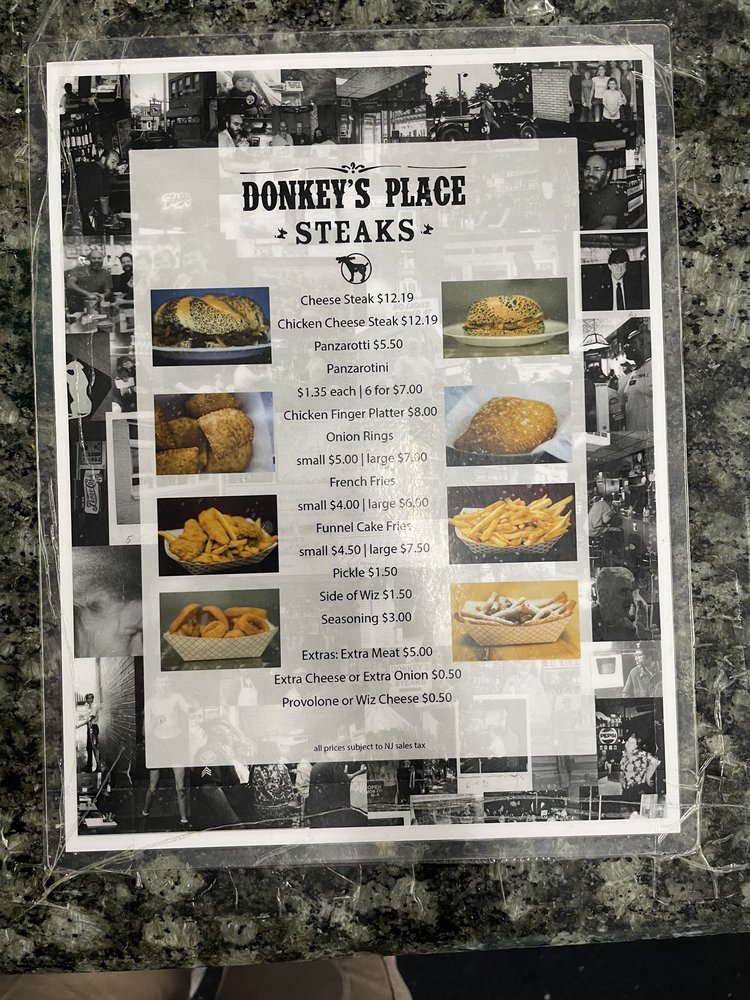 DONKEY'S PLACE
STEAKS
Cheese Steak $12.19
Chicken Cheese Steak $12.19
Panzarotti $5.50
Panzarotini
$1.35 each | 6 for $7.00
Chicken Finger Platter $8.00
Onion Rings
small $5.00 | large $7.00
French Fries
small $4.00 | large $6.00
Funnel Cake Fries
small $4.50 | large $7.50
Pickle $1.50
Side of Wiz $1.50
Seasoning $3.00
Extras: Extra Meat $5.00
Extra Cheese or Extra Onion $0.50
Provolone or Wiz Cheese $0.50
all prices subject to NJ sales tax
PEPSI
OPEN